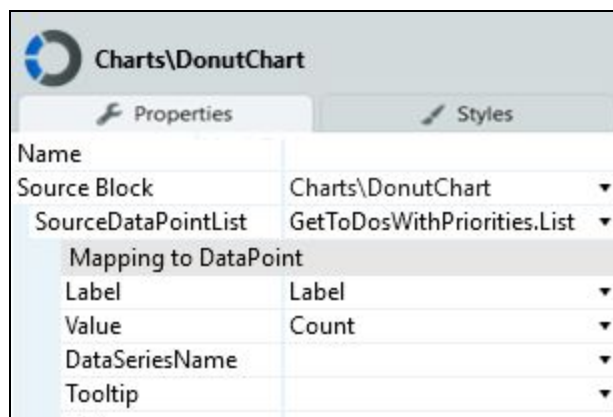 Charts\DonutChart
Properties Styles
Name
Source Block Charts\DonutChart
SourceDataPointList GetToDosWithPriorities.List
Mapping to DataPoint
Label Label
Value Count
DataSeriesName
Tooltip